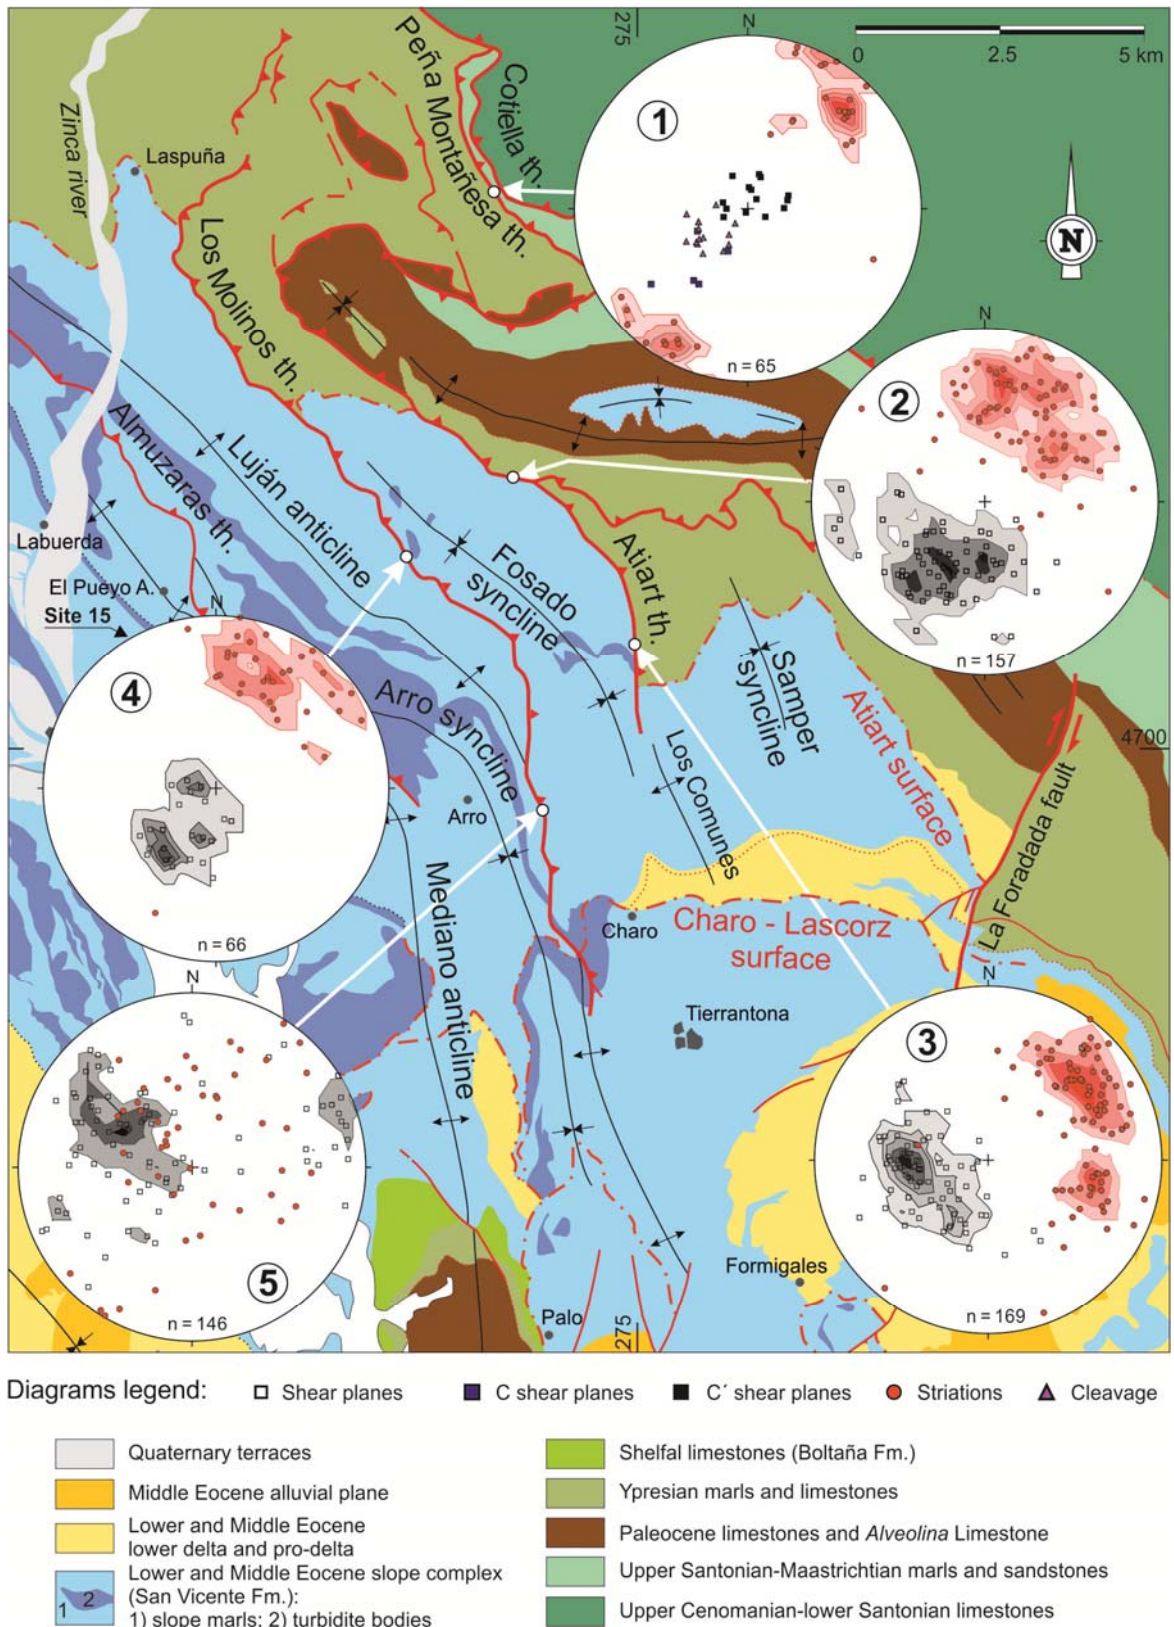 275
N
0
2.5
5 km
Peña Montañesa th.
Cotiella th.
Zinca river
Laspuña
1
n = 65
N
Los Molinos th.
N
2
n = 157
Almuzaras th.
Luján anticline
Labuerda
El Pueyo A.
Site 15
N
Fosado
syncline
Atiart th.
Samper
syncline
Atiart surface
4700
4
n = 66
Arro syncline
Arro
Los Comunes
La Foradada fault
Mediano anticline
Charo
Charo - Lascorz
surface
Tierrantona
N
5
n = 146
N
3
n = 169
Formigales
Palo
275
Diagrams legend:
Shear planes
C shear planes
C´ shear planes
Striations
Cleavage
Quaternary terraces
Middle Eocene alluvial plane
Lower and Middle Eocene
lower delta and pro-delta
1 2
Lower and Middle Eocene slope complex
(San Vicente Fm.):
1) slope marls; 2) turbidite bodies
Shelfal limestones (Boltaña Fm.)
Ypresian marls and limestones
Paleocene limestones and Alveolina Limestone
Upper Santonian-Maastrichtian marls and sandstones
Upper Cenomanian-lower Santonian limestones